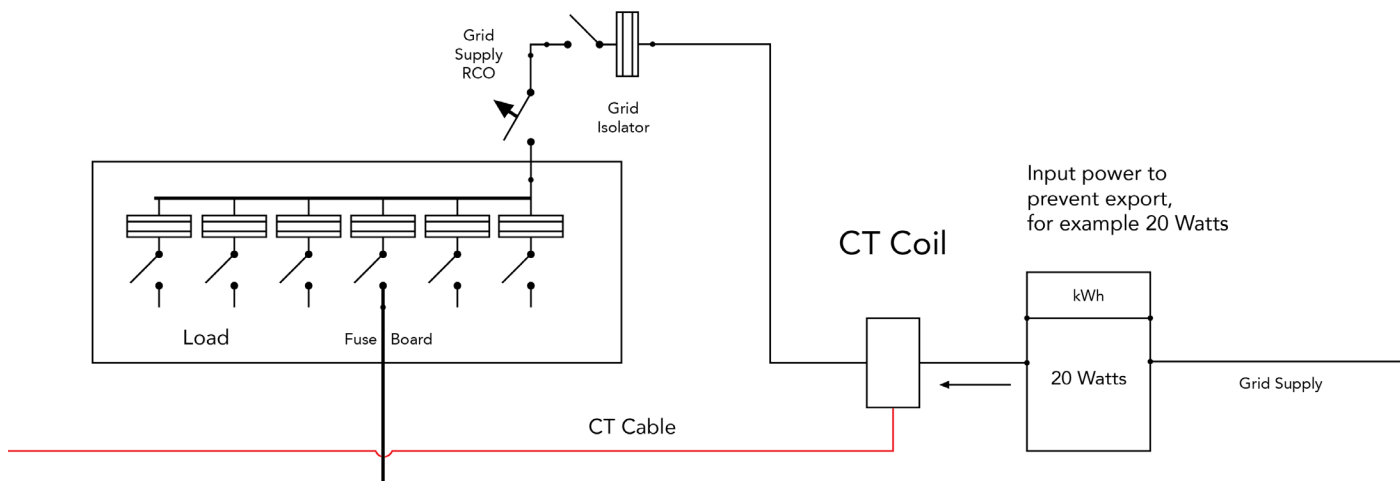 Grid
Supply
RCO
Grid
Isolator
Input power to
prevent export,
for example 20 Watts
CT Coil
kWh
Load
Fuse Board
20 Watts
Grid Supply
CT Cable